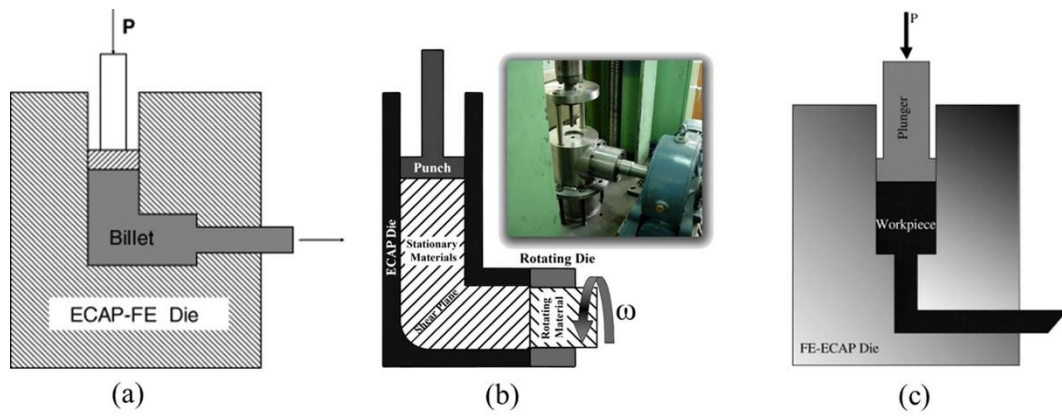 P
Billet
ECAP-FE Die
(a)
Punch
ECAP Die
Stationary
Materials
Shear Plane
Rotating Die
Rotating
Material
ω
(b)
P
Plunger
Workpiece
FE-ECAP Die
(c)